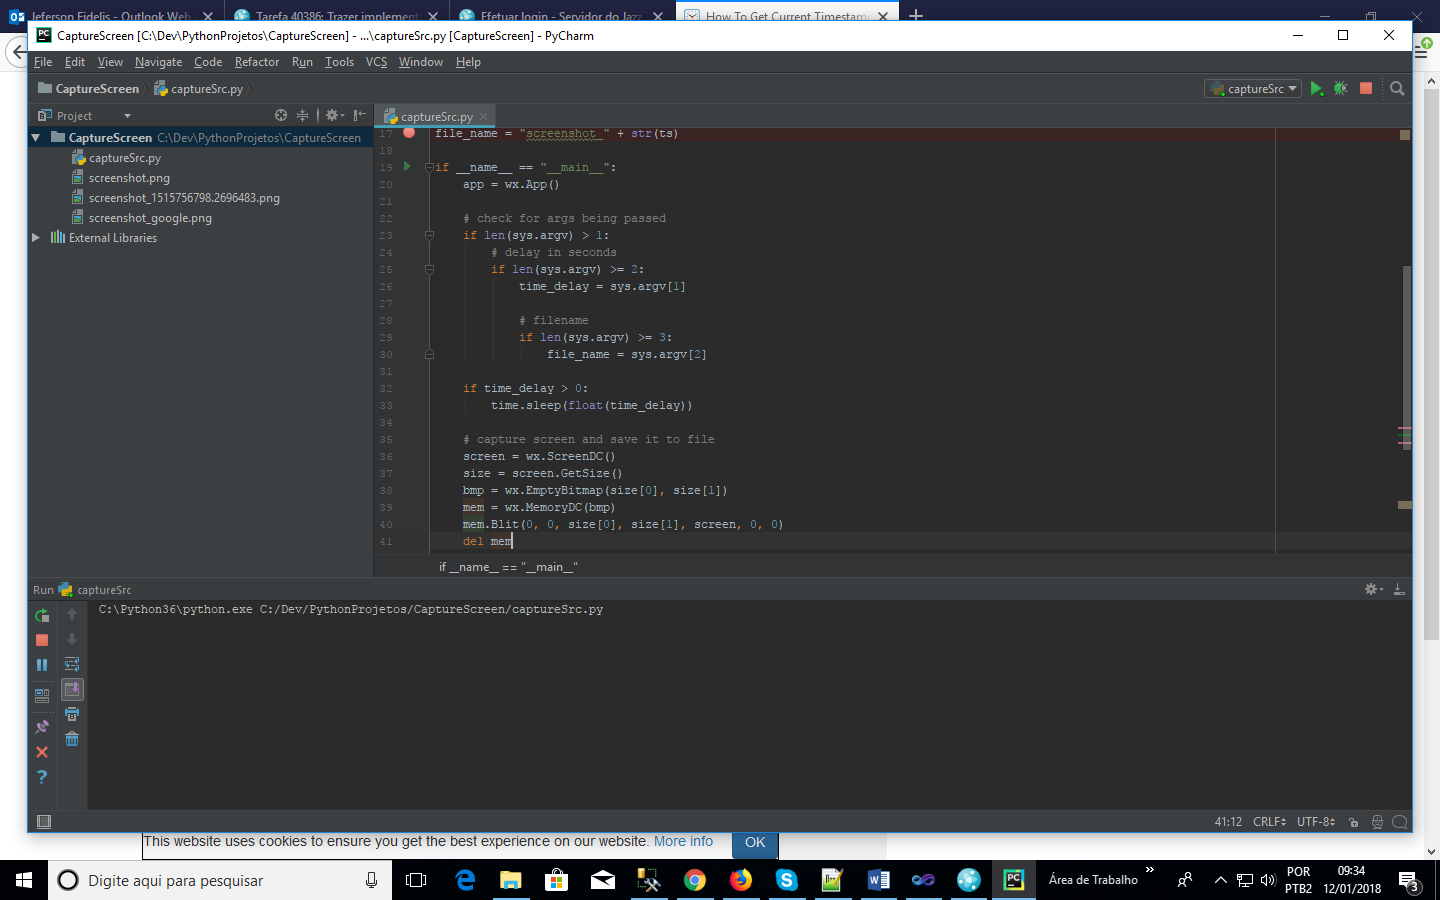 Jeferson Fidelis - Outlook Web
Tarefa 40386: Trazer implement
Efetuar login - Servidor do Jazz
How To Get Current Timestam
CaptureScreen [C:\Dev\PythonProjetos\CaptureScreen] - ...\captureSrc.py [CaptureScreen] - PyCharm
File Edit View Navigate Code Refactor Run Tools VCS Window Help
CaptureScreen captureSrc.py
captureSrc
Project
captureSrc.py
CaptureScreen C:\Dev\PythonProjetos\CaptureScreen
captureSrc.py
screenshot.png
screenshot_1515756798.2696483.png
screenshot_google.png
External Libraries
17 file_name = "screenshot_" + str(ts)
18
19 if __name__ == "__main__":
20 app = wx.App()
21
22 # check for args being passed
23 if len(sys.argv) > 1:
24 # delay in seconds
25 if len(sys.argv) >= 2:
26 time_delay = sys.argv[1]
27
28 # filename
29 if len(sys.argv) >= 3:
30 file_name = sys.argv[2]
31
32 if time_delay > 0:
33 time.sleep(float(time_delay))
34
35 # capture screen and save it to file
36 screen = wx.ScreenDC()
37 size = screen.GetSize()
38 bmp = wx.EmptyBitmap(size[0], size[1])
39 mem = wx.MemoryDC(bmp)
40 mem.Blit(0, 0, size[0], size[1], screen, 0, 0)
41 del mem
if __name__ == "__main__"
Run captureSrc
C:\Python36\python.exe C:/Dev/PythonProjetos/CaptureScreen/captureSrc.py
41:12 CRLF UTF-8
This website uses cookies to ensure you get the best experience on our website. More info OK
Digite aqui para pesquisar
Área de Trabalho
POR
PTB2
09:34
12/01/2018
3